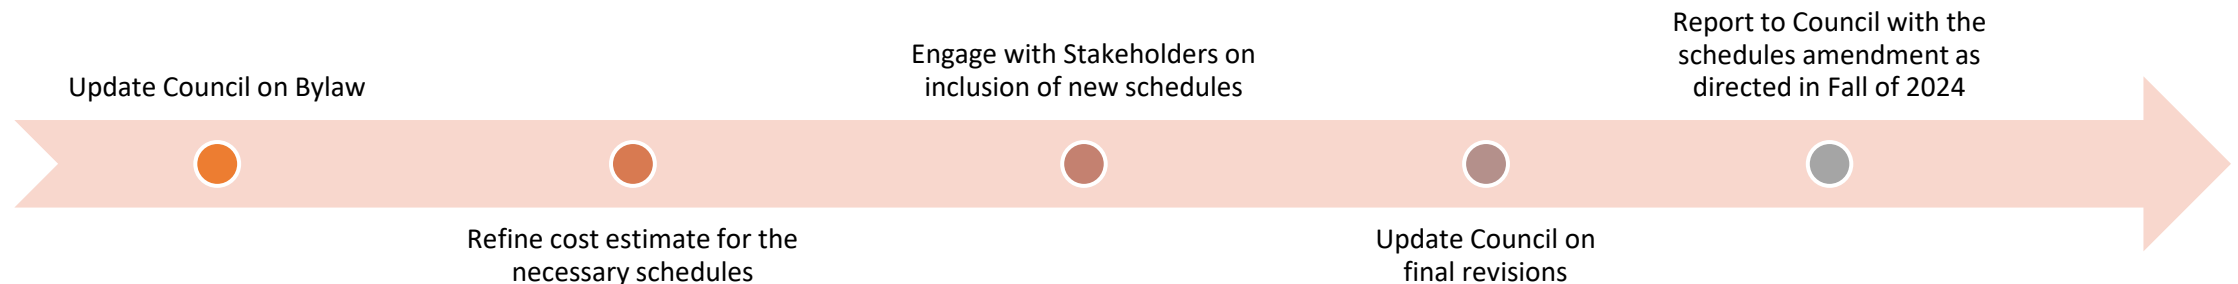 Update Council on Bylaw
Refine cost estimate for the
necessary schedules
Engage with Stakeholders on
inclusion of new schedules
Update Council on
final revisions
Report to Council with the
schedules amendment as
directed in Fall of 2024